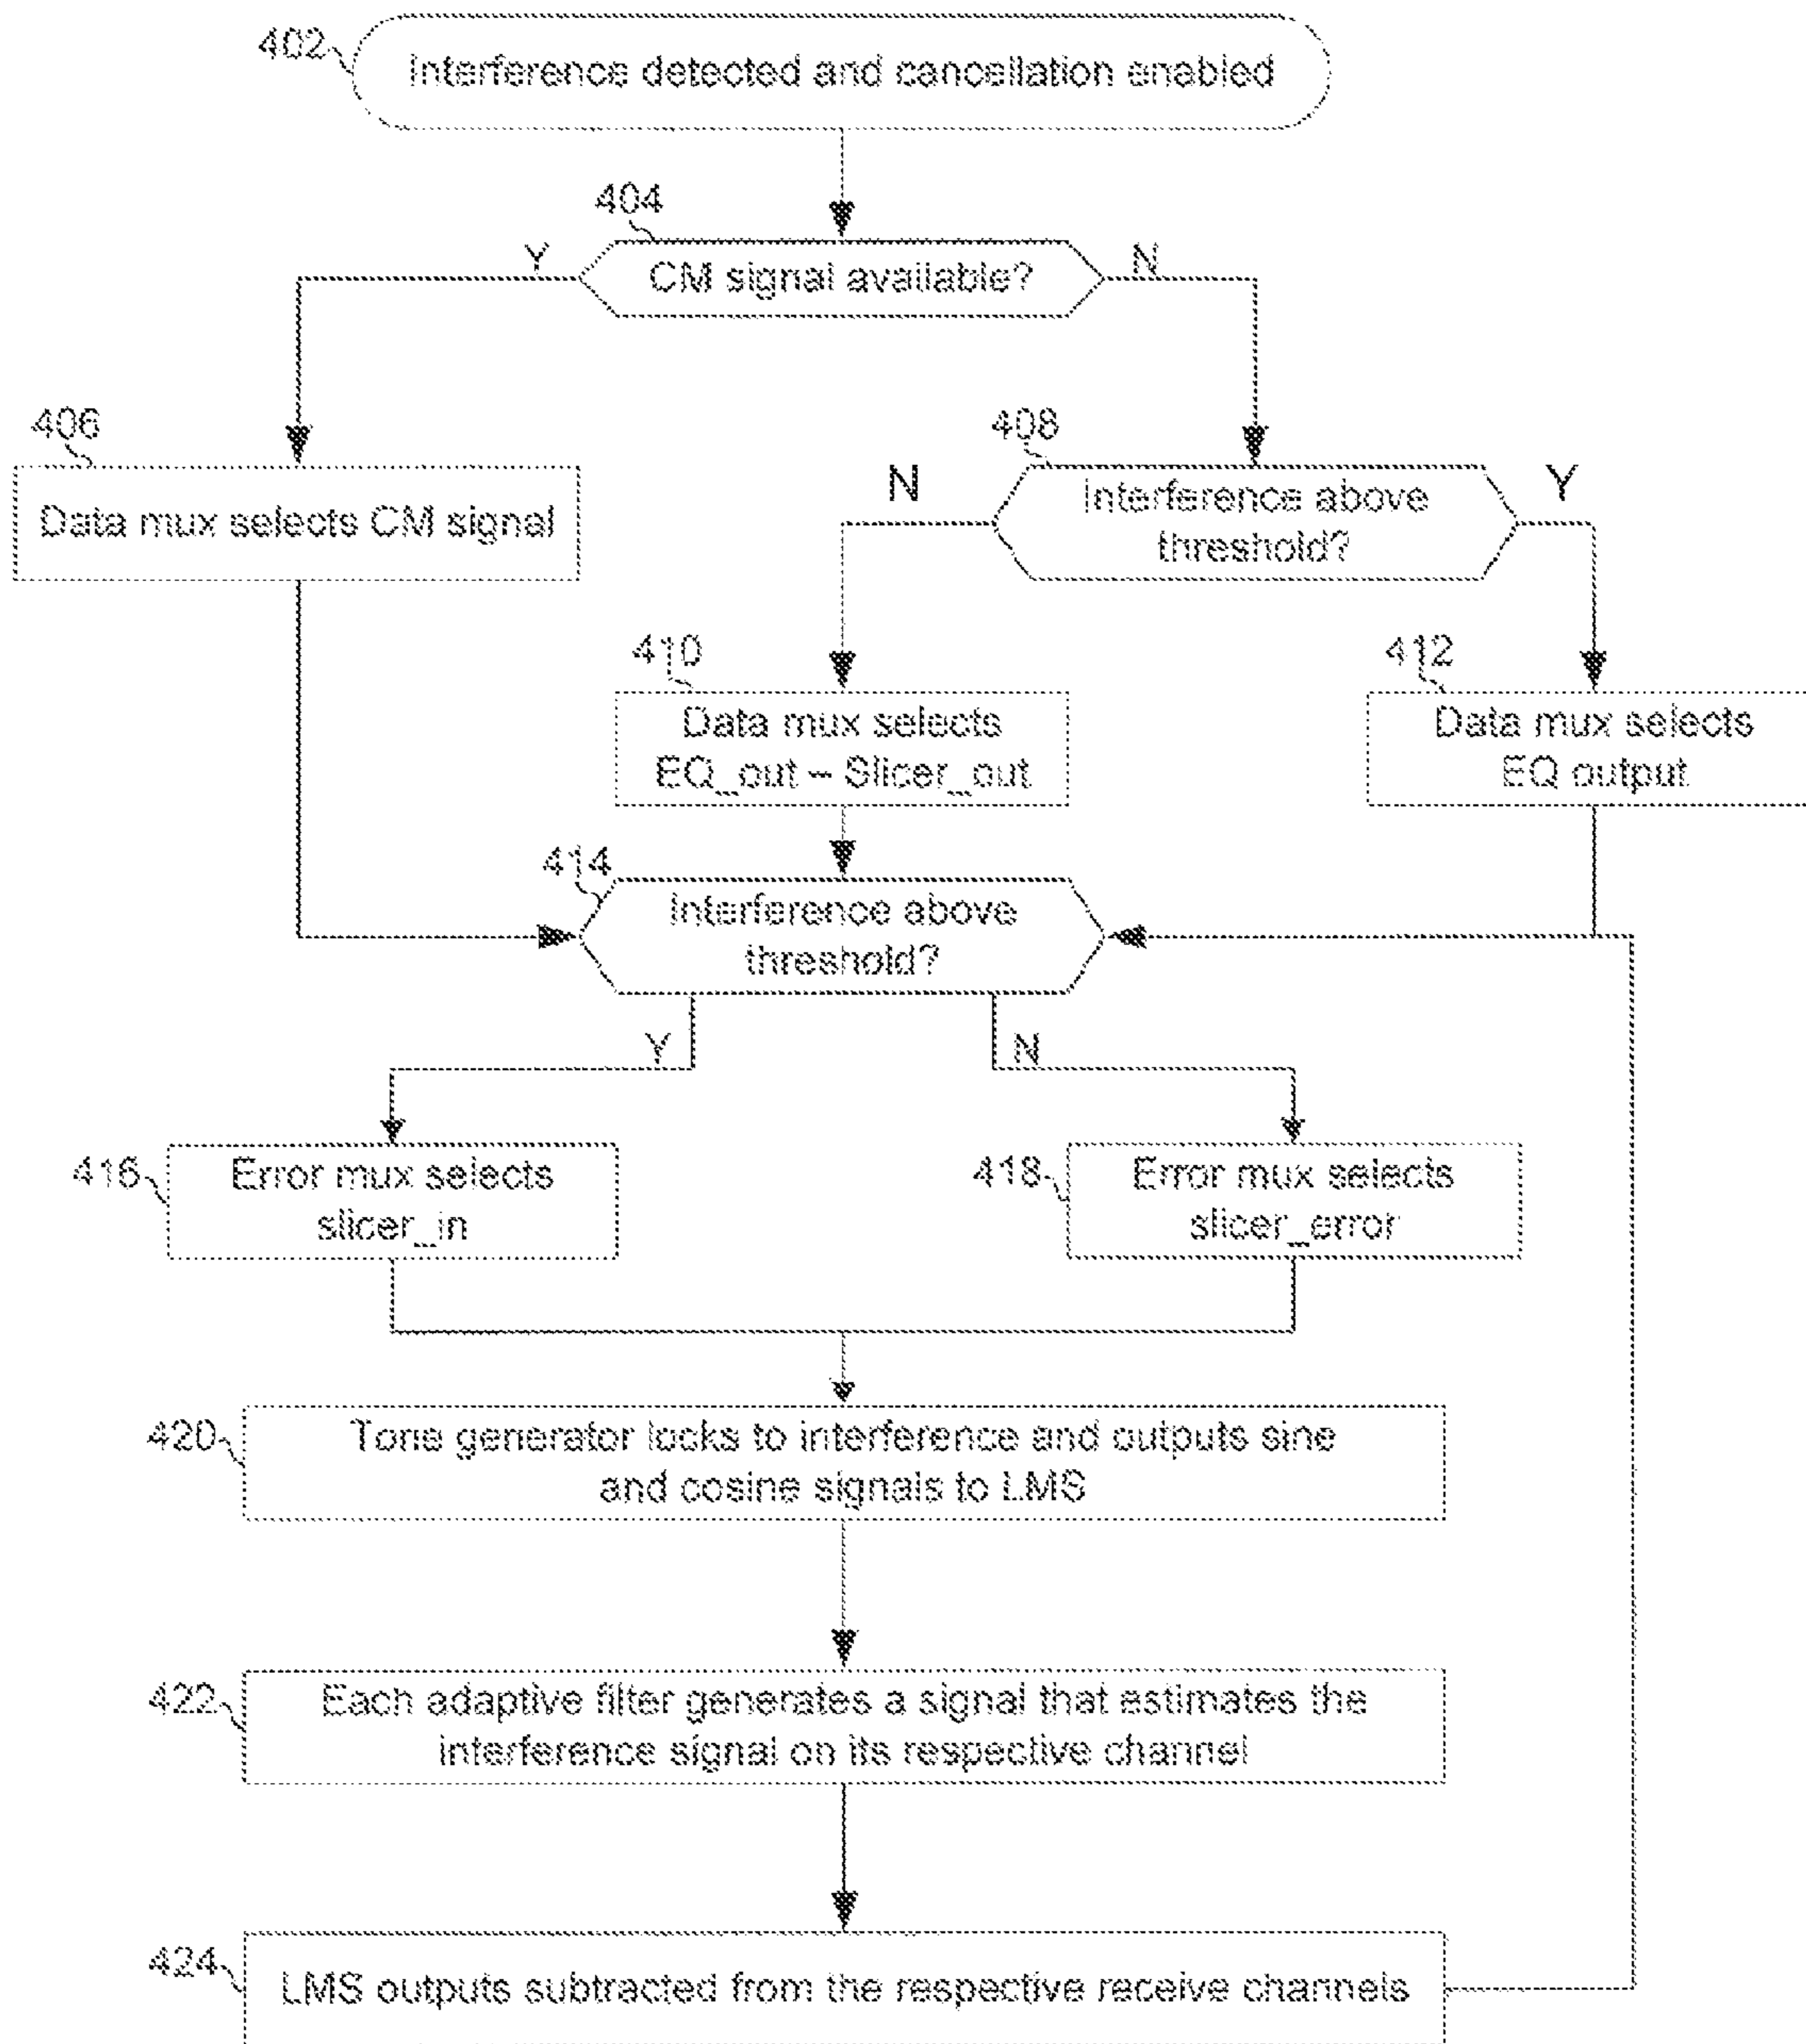 402
Interference detected and cancellation enabled
404
Y
CM signal available?
N
406
Data mux selects CM signal
408
N
Interference above
threshold?
Y
410
Data mux selects
EQ_out – Slicer_out
412
Data mux selects
EQ output
414
Interference above
threshold?
Y
N
416
Error mux selects
slicer_in
418
Error mux selects
slicer_error
420
Tone generator locks to interference and outputs sine
and cosine signals to LMS
422
Each adaptive filter generates a signal that estimates the
interference signal on its respective channel
424
LMS outputs subtracted from the respective receive channels